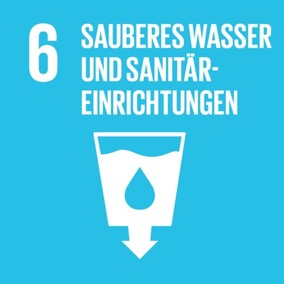 6 SAUBERES WASSER
UND SANITÄR-
EINRICHTUNGEN